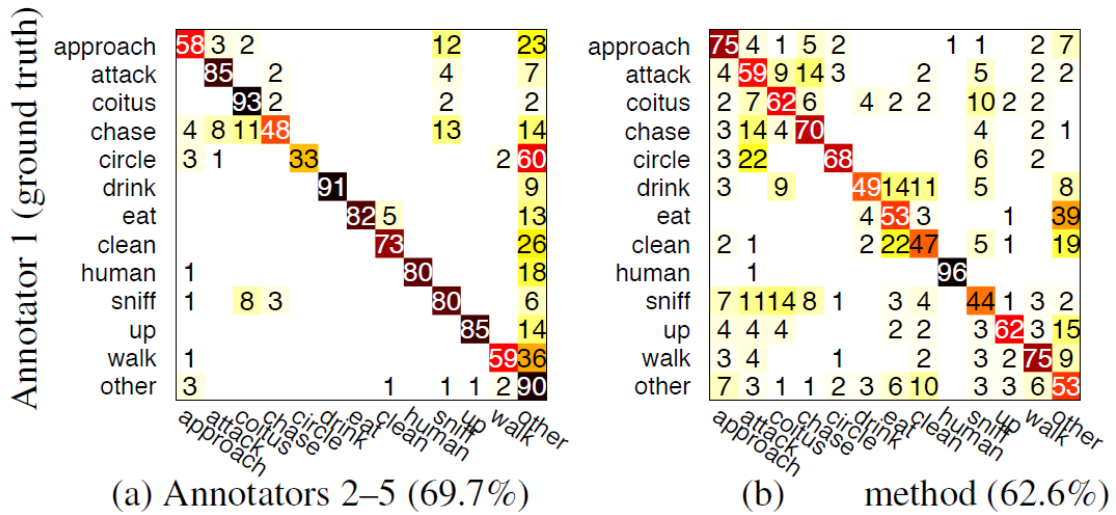 Annotator 1 (ground truth)
approach 58 3 2 12 23
attack 85 2 4 7
coitus 93 2 2 2
chase 4 8 11 48 13 14
circle 3 1 33 2 60
drink 91 9
eat 82 5 13
clean 73 26
human 1 80 18
sniff 1 8 3 80 6
up 85 14
walk 1 59 36
other 3 1 1 1 2 90
approach attack coitus chase circle drink eat clean human sniff up walk other
(a) Annotators 2–5 (69.7%)
approach 75 4 1 5 2 1 1 2 7
attack 4 59 9 14 3 2 5 2 2
coitus 2 7 62 6 4 2 2 10 2 2
chase 3 14 4 70 4 2 1
circle 3 22 68 6 2
drink 3 9 49 14 11 5 8
eat 4 53 3 1 39
clean 2 1 2 22 47 5 1 19
human 1 96
sniff 7 11 14 8 1 3 4 44 1 3 2
up 4 4 4 2 2 3 62 3 15
walk 3 4 1 2 3 2 75 9
other 7 3 1 1 2 3 6 10 3 3 6 53
approach attack coitus chase circle drink eat clean human sniff up walk other
(b) method (62.6%)